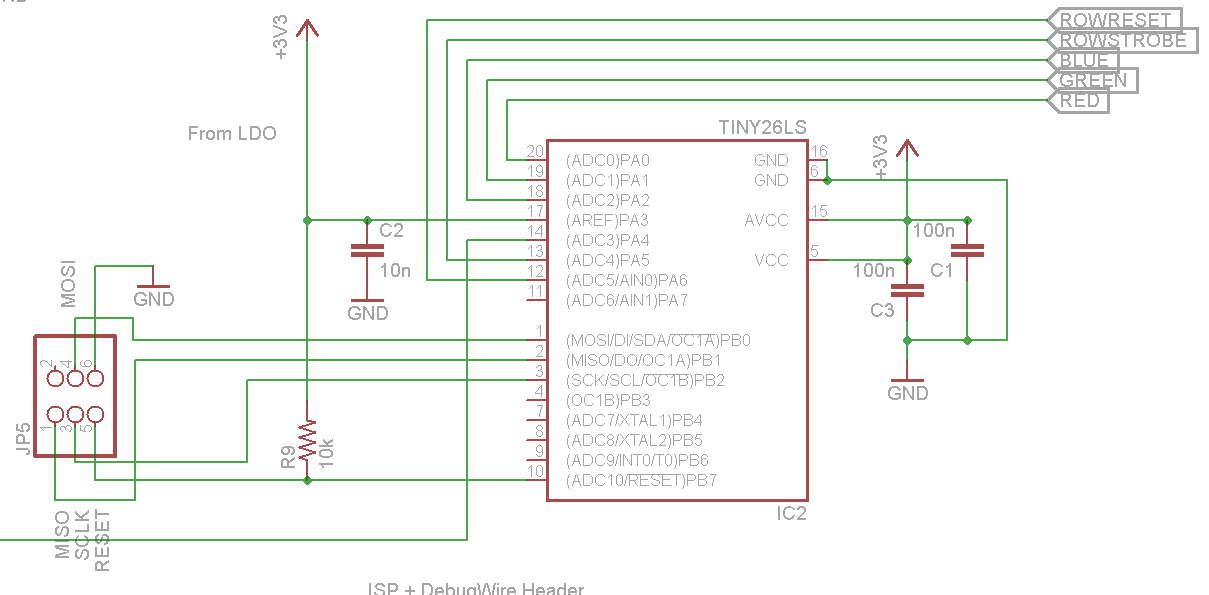 ROWRESET
ROWSTROBE
BLUE
GREEN
RED
+3V3
From LDO
TINY26LS
+3V3
20 (ADC0)PA0 GND 16
19 (ADC1)PA1 GND 6
18 (ADC2)PA2
17 (AREF)PA3 AVCC 15
14 (ADC3)PA4
13 (ADC4)PA5 VCC 5
12 (ADC5/AIN0)PA6
11 (ADC6/AIN1)PA7
1 (MOSI/DI/SDA/OC1A)PB0
2 (MISO/DO/OC1A)PB1
3 (SCK/SCL/OC1B)PB2
4 (OC1B)PB3
7 (ADC7/XTAL1)PB4
8 (ADC8/XTAL2)PB5
9 (ADC9/INT0/T0)PB6
10 (ADC10/RESET)PB7
IC2
C2
10n
GND
100n
C1
100n
C3
GND
MOSI
GND
2 4 6
1 3 5
JP5
R9
10k
MISO
SCLK
RESET
ISP + DebugWire Header